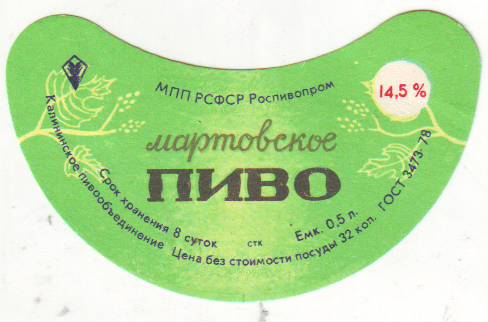 МПП РСФСР Роспивопром
14,5 %
мартовское
ПИВО
Срок хранения 8 суток
стк
Емк. 0,5 л.
Калининское пивообъединение
Цена без стоимости посуды 32 коп.
ГОСТ 3473-78